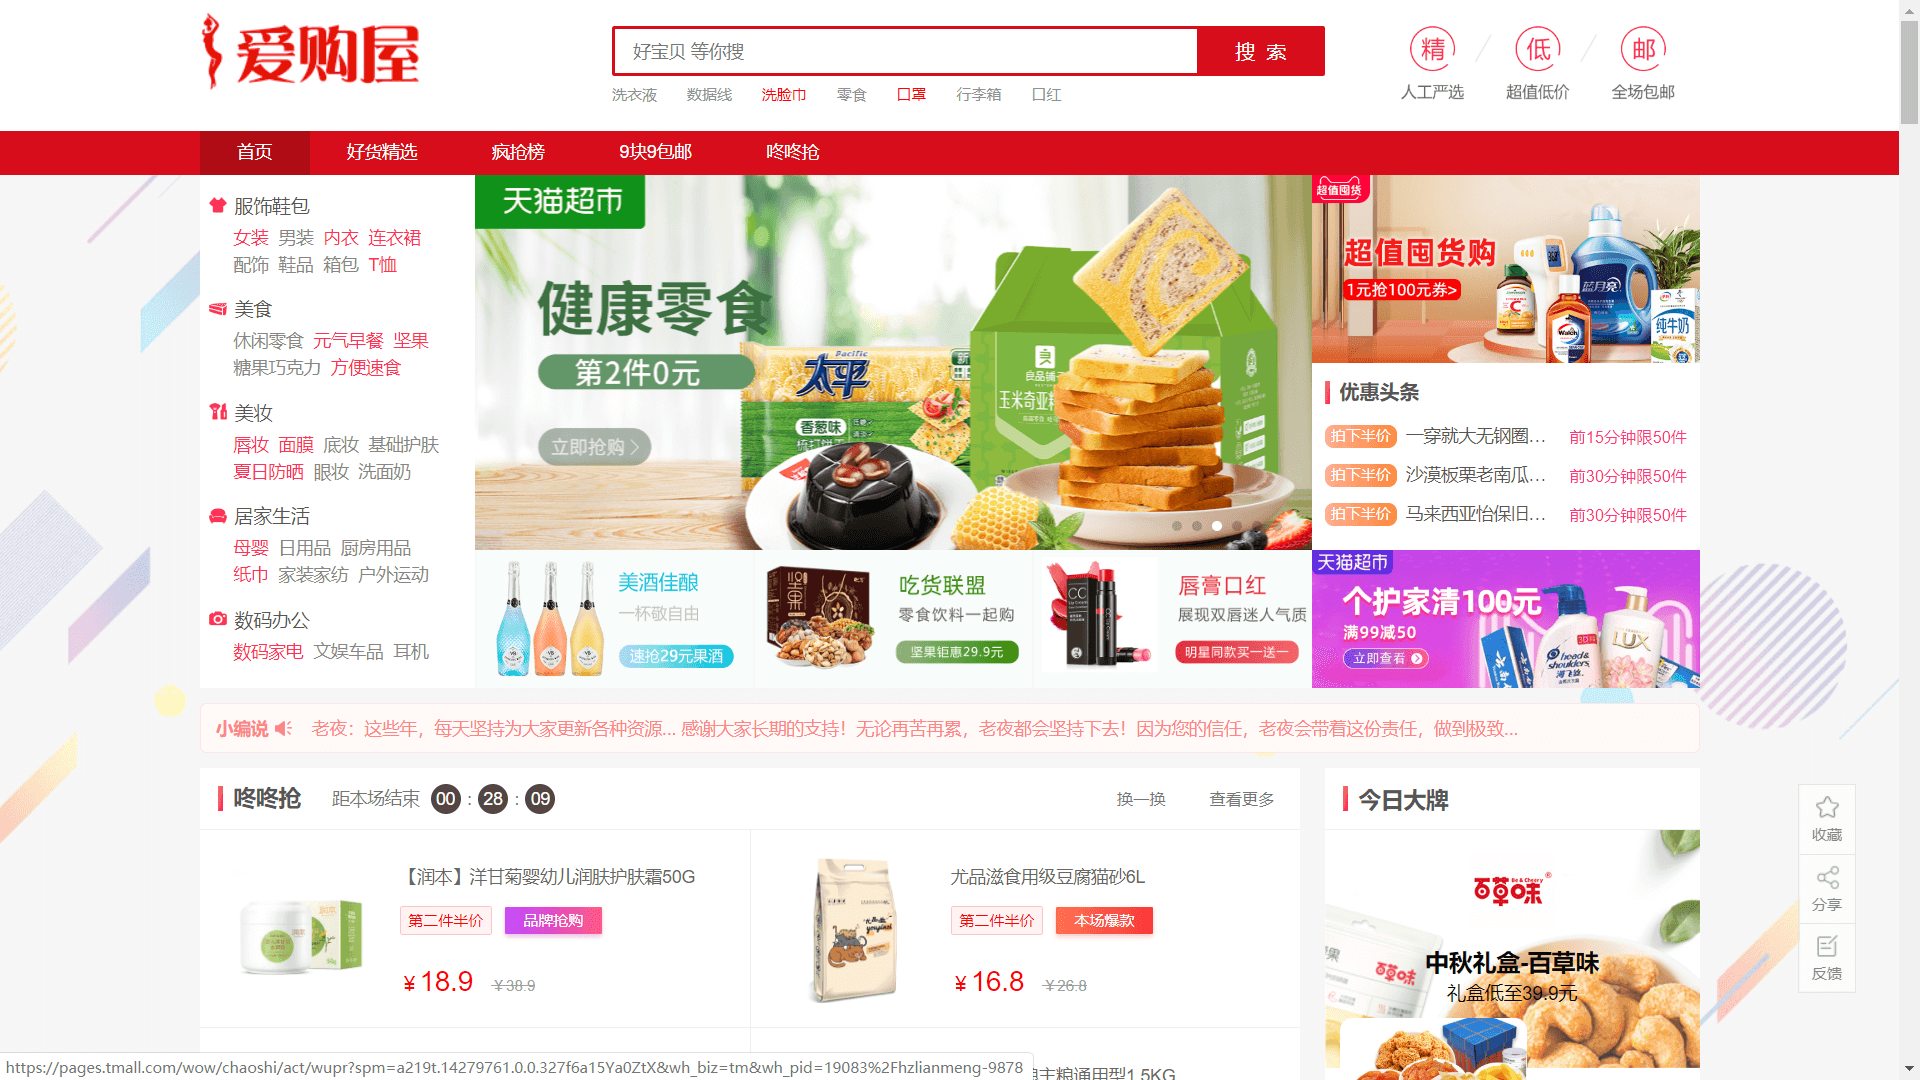 爱购屋
好宝贝 等你搜
搜 索
洗衣液 数据线 洗脸巾 零食 口罩 行李箱 口红
精 低 邮
人工严选 超值低价 全场包邮
首页 好货精选 疯抢榜 9块9包邮 咚咚抢
服饰鞋包
女装 男装 内衣 连衣裙
配饰 鞋品 箱包 T恤
美食
休闲零食 元气早餐 坚果
糖果巧克力 方便速食
美妆
唇妆 面膜 底妆 基础护肤
夏日防晒 眼妆 洗面奶
居家生活
母婴 日用品 厨房用品
纸巾 家装家纺 户外运动
数码办公
数码家电 文娱车品 耳机
天猫超市
健康零食
第2件0元
立即抢购
Pacific
太平
香葱味
良品铺
玉米奇亚
超值囤货
超值囤货购
1元抢100元券>
蓝月亮
Walch
纯牛奶
优惠头条
拍下半价 一穿就大无钢圈... 前15分钟限50件
拍下半价 沙漠板栗老南瓜... 前30分钟限50件
拍下半价 马来西亚怡保旧... 前30分钟限50件
美酒佳酿
一杯敬自由
速抢29元果酒
吃货联盟
零食饮料一起购
坚果钜惠29.9元
CC
唇膏口红
展现双唇迷人气质
明星同款买一送一
天猫超市
个护家清100元
满99减50
立即查看
head& shoulders
海飞丝
LUX
小编说 老夜：这些年，每天坚持为大家更新各种资源... 感谢大家长期的支持！无论再苦再累，老夜都会坚持下去！因为您的信任，老夜会带着这份责任，做到极致...
咚咚抢 距本场结束 00 : 28 : 09 换一换 查看更多
【润本】洋甘菊婴幼儿润肤护肤霜50G
第二件半价 品牌抢购
¥ 18.9 ¥ 38.9
尤品滋食用级豆腐猫砂6L
第二件半价 本场爆款
¥ 16.8 ¥ 26.8
今日大牌
Be & Cheery
百草味
百草味
中秋礼盒-百草味
礼盒低至39.9元
收藏
分享
反馈
主粮通用型1.5KG
https://pages.tmall.com/wow/chaoshi/act/wupr?spm=a219t.14279761.0.0.327f6a15Ya0ZtX&wh_biz=tm&wh_pid=19083%2Fhzlianmeng-9878